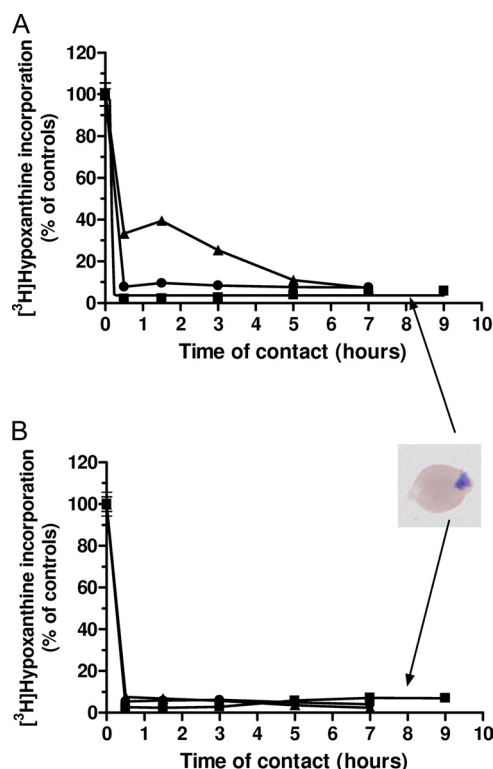 A
[³H]Hypoxanthine incorporation
(% of controls)
120
100
80
60
40
20
0
0 1 2 3 4 5 6 7 8 9 10
Time of contact (hours)
B
[³H]Hypoxanthine incorporation
(% of controls)
120
100
80
60
40
20
0
0 1 2 3 4 5 6 7 8 9 10
Time of contact (hours)